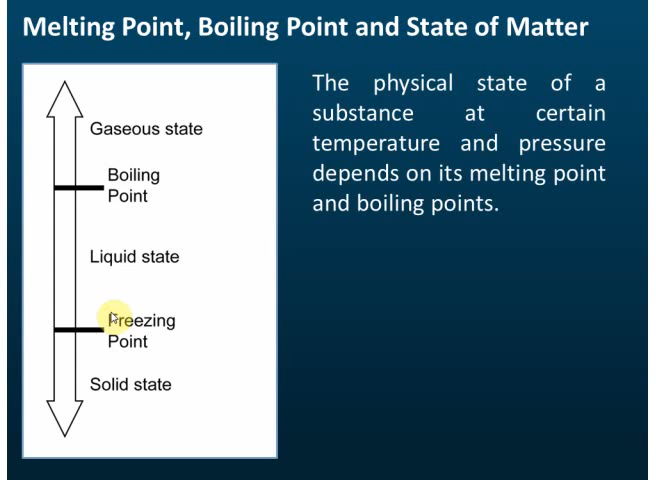 Melting Point, Boiling Point and State of Matter
Gaseous state
Boiling
Point
Liquid state
Freezing
Point
Solid state
The physical state of a
substance at certain
temperature and pressure
depends on its melting point
and boiling points.